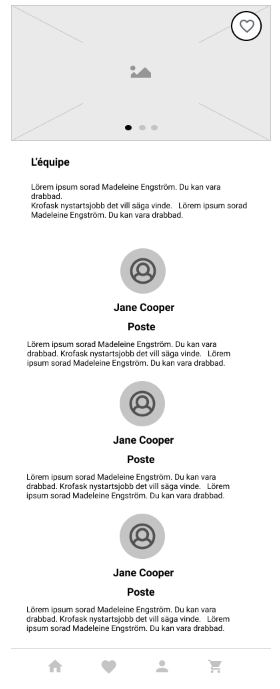 L'équipe
Lorem ipsum sorad Madeleine Engström. Du kan vara
drabbad.
Krofask nystartsjobb det vill säga vinde. Lörem ipsum sorad
Madeleine Engström. Du kan vara drabbad.
Jane Cooper
Poste
Lörem ipsum sorad Madeleine Engström. Du kan vara
drabbad. Krofask nystartsjobb det vill säga vinde. Lörem
ipsum sorad Madeleine Engström. Du kan vara drabbad.
Jane Cooper
Poste
Lörem ipsum sorad Madeleine Engström. Du kan vara
drabbad. Krofask nystartsjobb det vill säga vinde. Lörem
ipsum sorad Madeleine Engström. Du kan vara drabbad.
Jane Cooper
Poste
Lörem ipsum sorad Madeleine Engström. Du kan vara
drabbad. Krofask nystartsjobb det vill säga vinde. Lörem
ipsum sorad Madeleine Engström. Du kan vara drabbad.